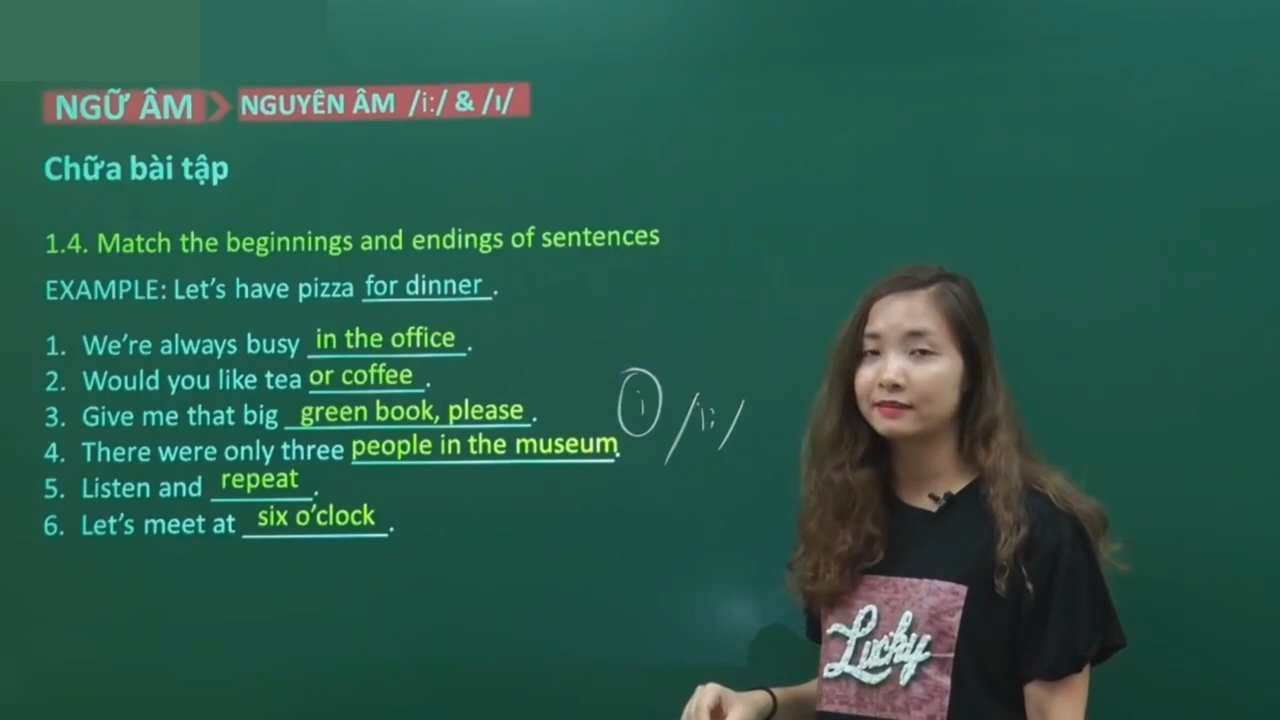 NGỮ ÂM NGUYÊN ÂM /i:/ & /ɪ/
Chữa bài tập
1.4. Match the beginnings and endings of sentences
EXAMPLE: Let's have pizza for dinner.
1. We're always busy in the office.
2. Would you like tea or coffee.
3. Give me that big green book, please.
4. There were only three people in the museum.
5. Listen and repeat.
6. Let's meet at six o'clock.
i /i:/
Lucky